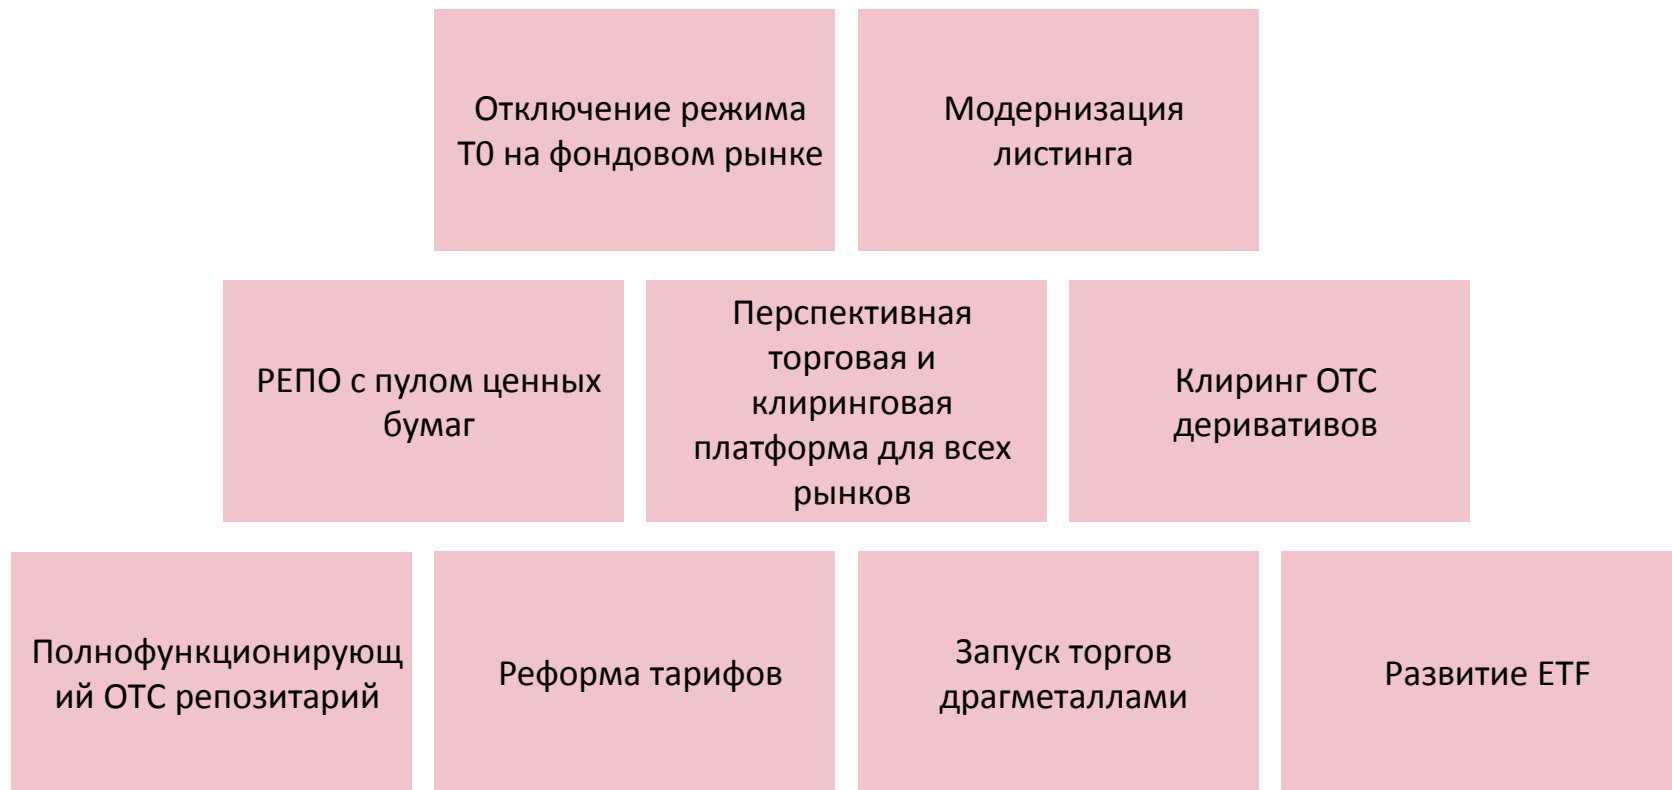 Отключение режима
Т0 на фондовом рынке
Модернизация
листинга
РЕПО с пулом ценных
бумаг
Перспективная
торговая и
клиринговая
платформа для всех
рынков
Клиринг ОТС
деривативов
Полнофункционирующ
ий ОТС репозитарий
Реформа тарифов
Запуск торгов
драгметаллами
Развитие ETF